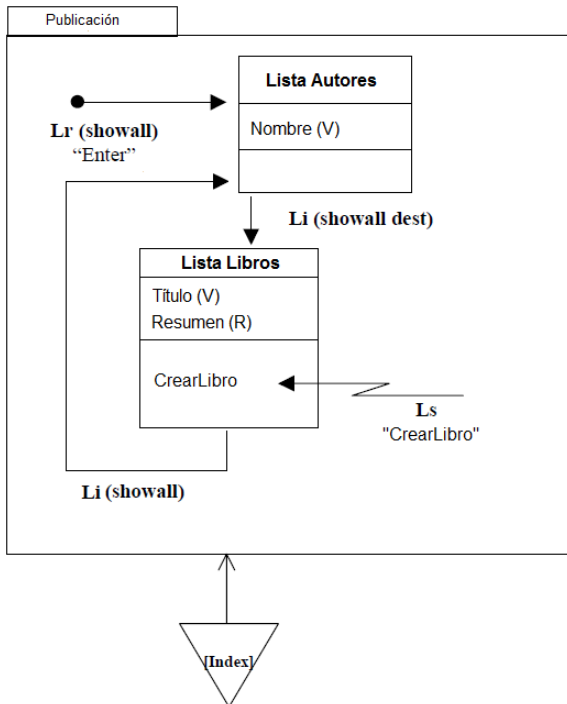 Publicación
Lista Autores
Nombre (V)
Lr (showall)
“Enter”
Li (showall dest)
Lista Libros
Título (V)
Resumen (R)
CrearLibro
Ls
"CrearLibro"
Li (showall)
[Index]